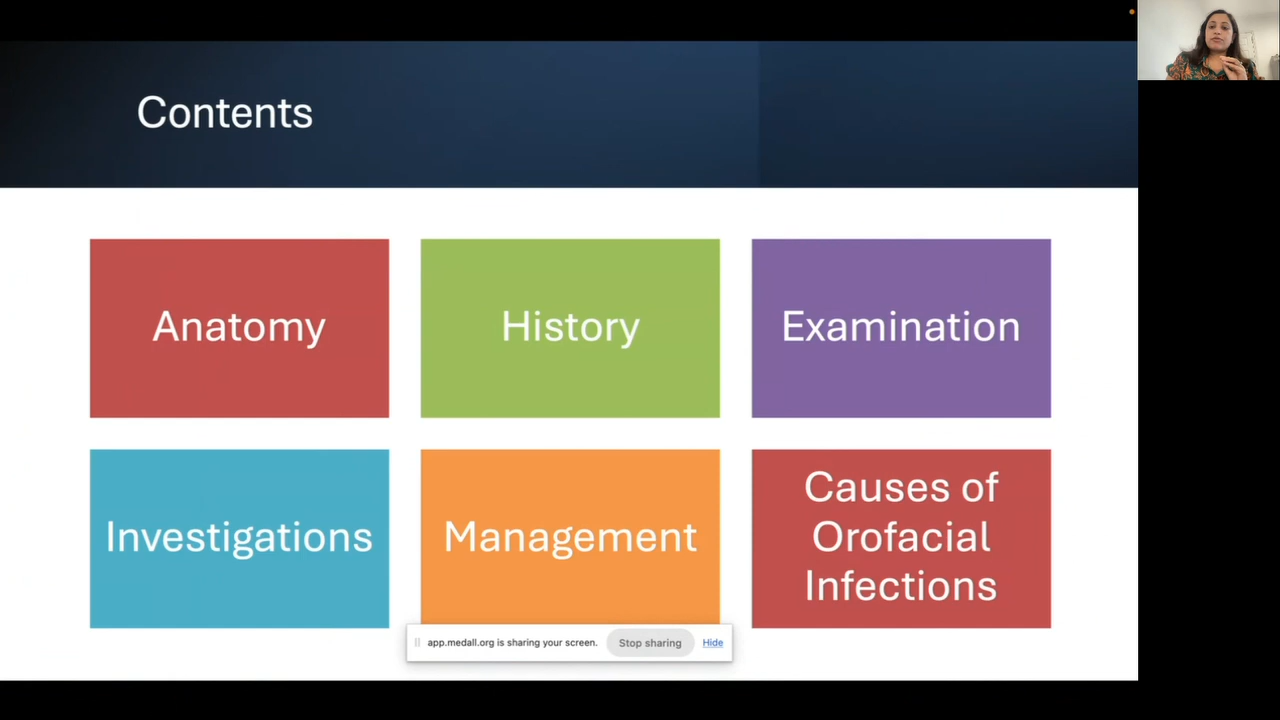 Contents
Anatomy
History
Examination
Investigations
Management
Causes of
Orofacial
Infections
app.medall.org is sharing your screen.
Stop sharing
Hide